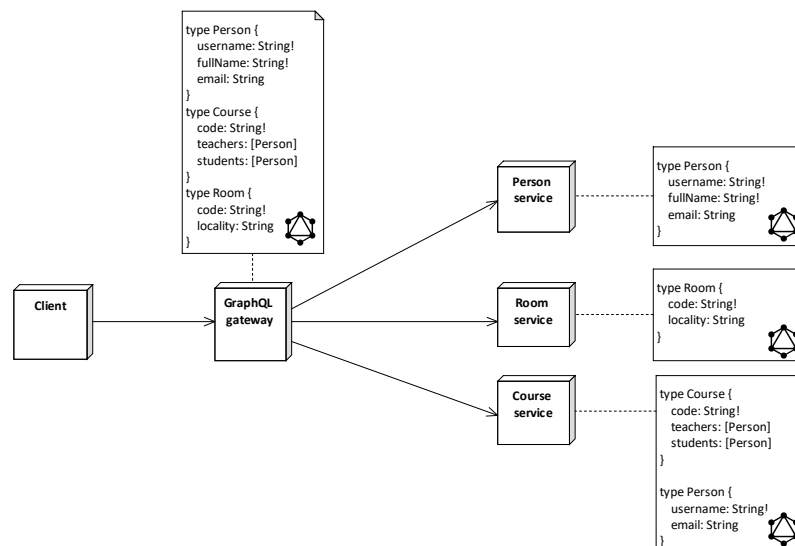 type Person {
username: String!
fullName: String!
email: String
}
type Course {
code: String!
teachers: [Person]
students: [Person]
}
type Room {
code: String!
locality: String
}
Client
GraphQL
gateway
Person
service
type Person {
username: String!
fullName: String!
email: String
}
Room
service
type Room {
code: String!
locality: String
}
Course
service
type Course {
code: String!
teachers: [Person]
students: [Person]
}
type Person {
username: String!
email: String
}